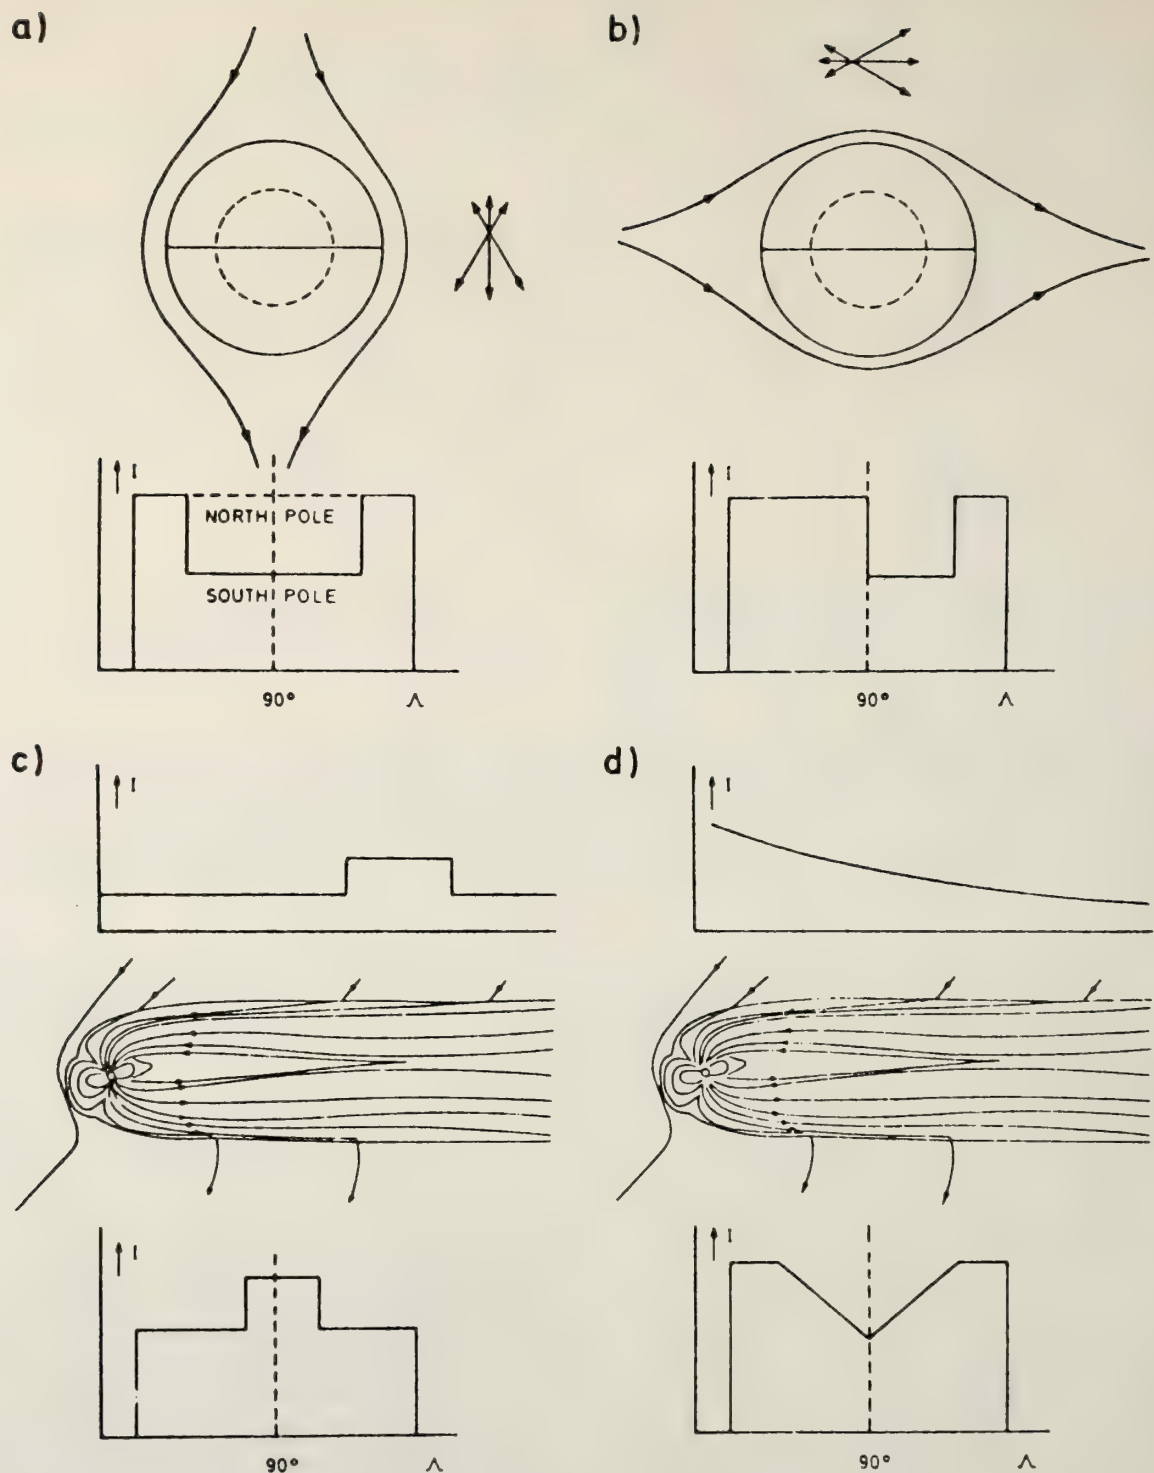 a)
b)
I
NORTH POLE
SOUTH POLE
90° Λ
I
90° Λ
c)
d)
I
I
I
90° Λ
I
90° Λ